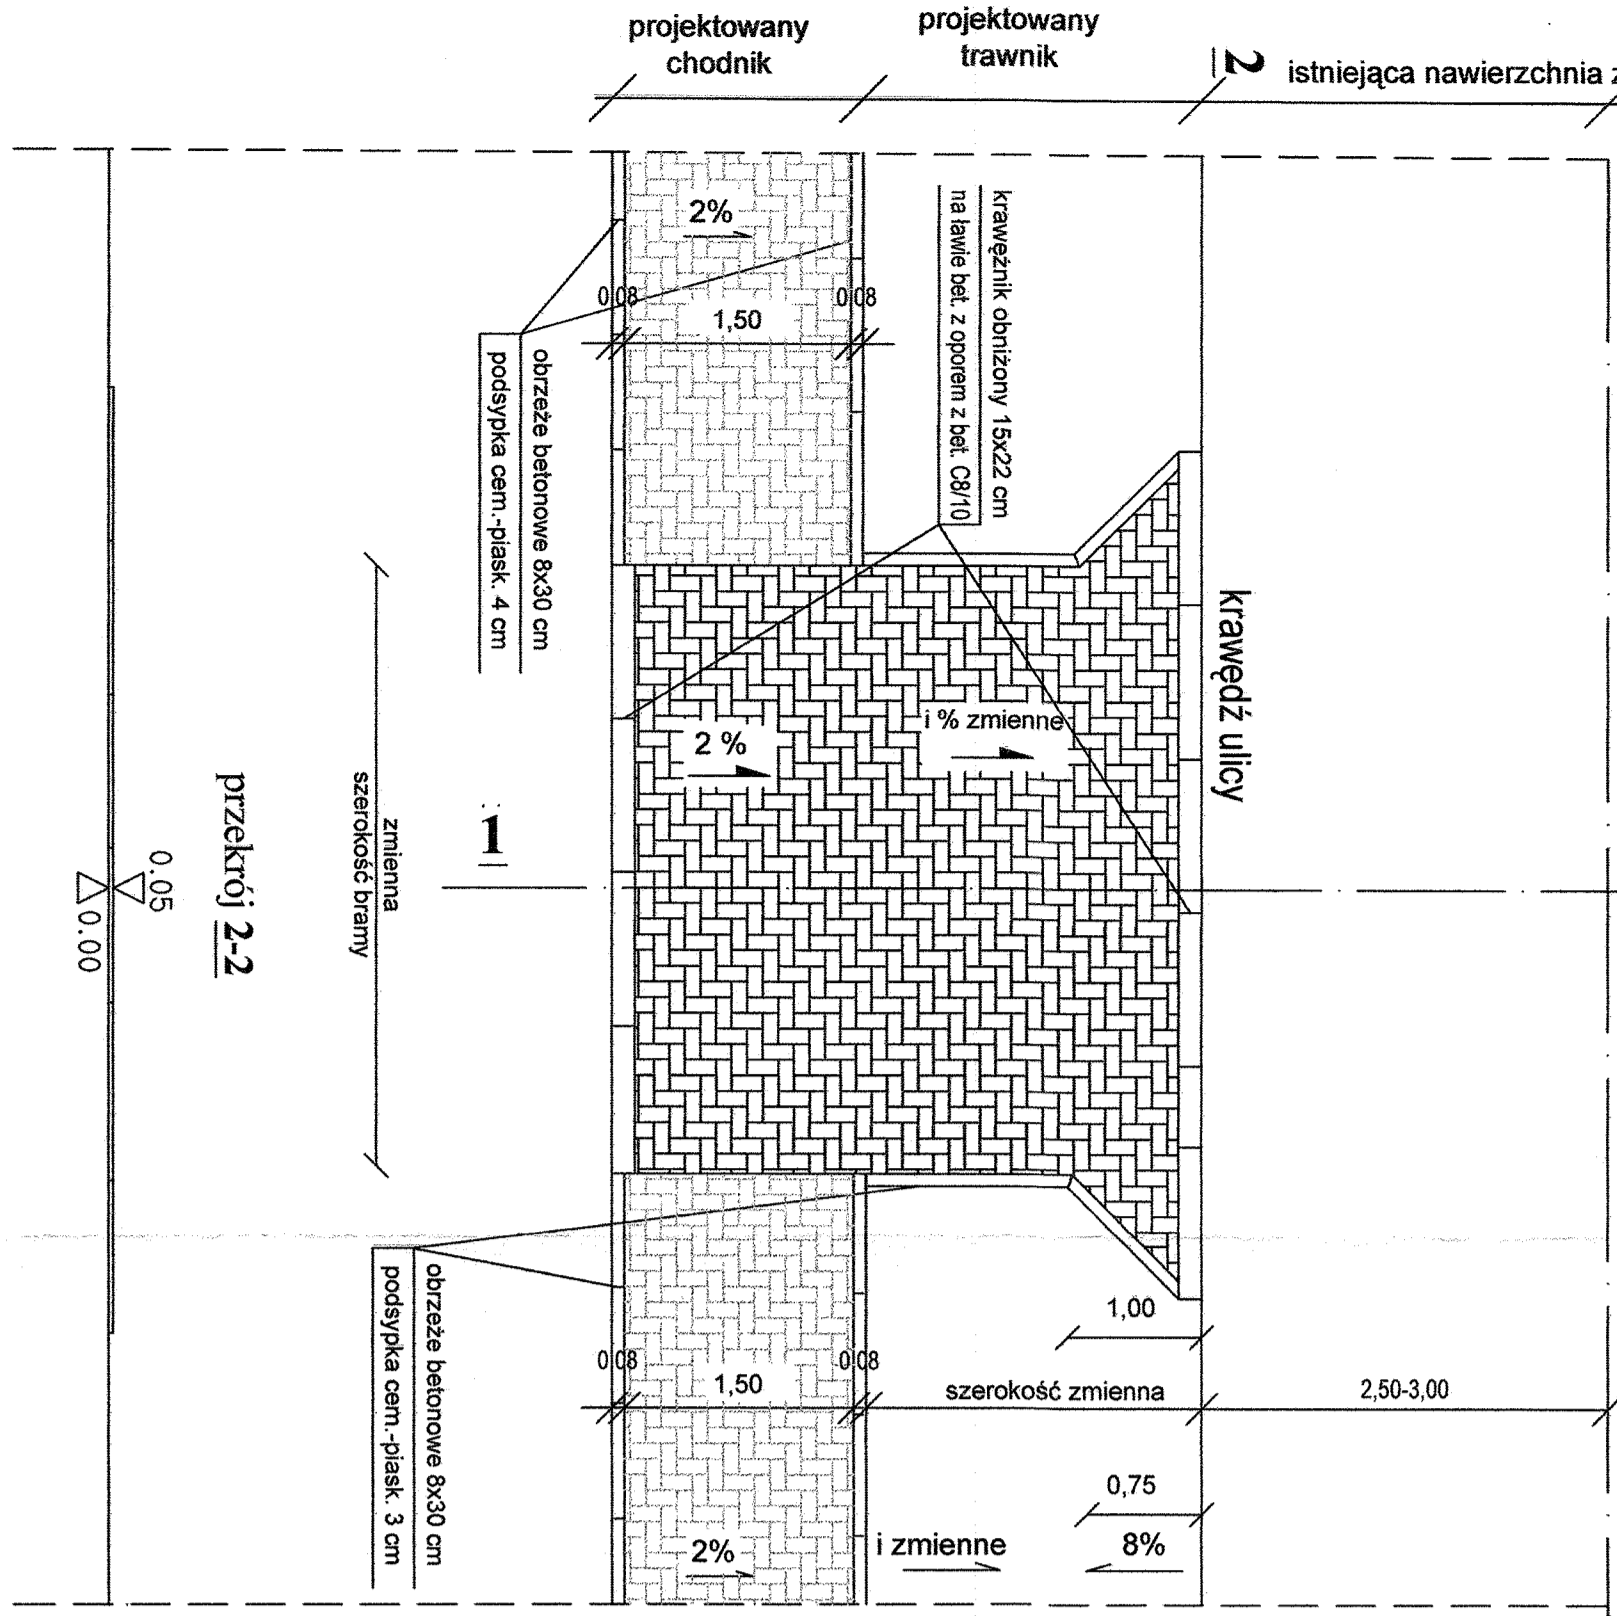 projektowany
chodnik
projektowany
trawnik
2
istniejąca nawierzchnia z
2%
0,08
0,08
1,50
krawężnik obniżony 15x22 cm
na ławie bet. z oporem z bet. C8/10
obrzeże betonowe 8x30 cm
podsypka cem.-piask. 4 cm
krawędź ulicy
i % zmienne
2 %
1
zmienna
szerokość bramy
przekrój 2-2
0.05
0.00
obrzeże betonowe 8x30 cm
podsypka cem.-piask. 3 cm
1,00
0,08
0,08
1,50
szerokość zmienna
2,50-3,00
0,75
2%
i zmienne
8%